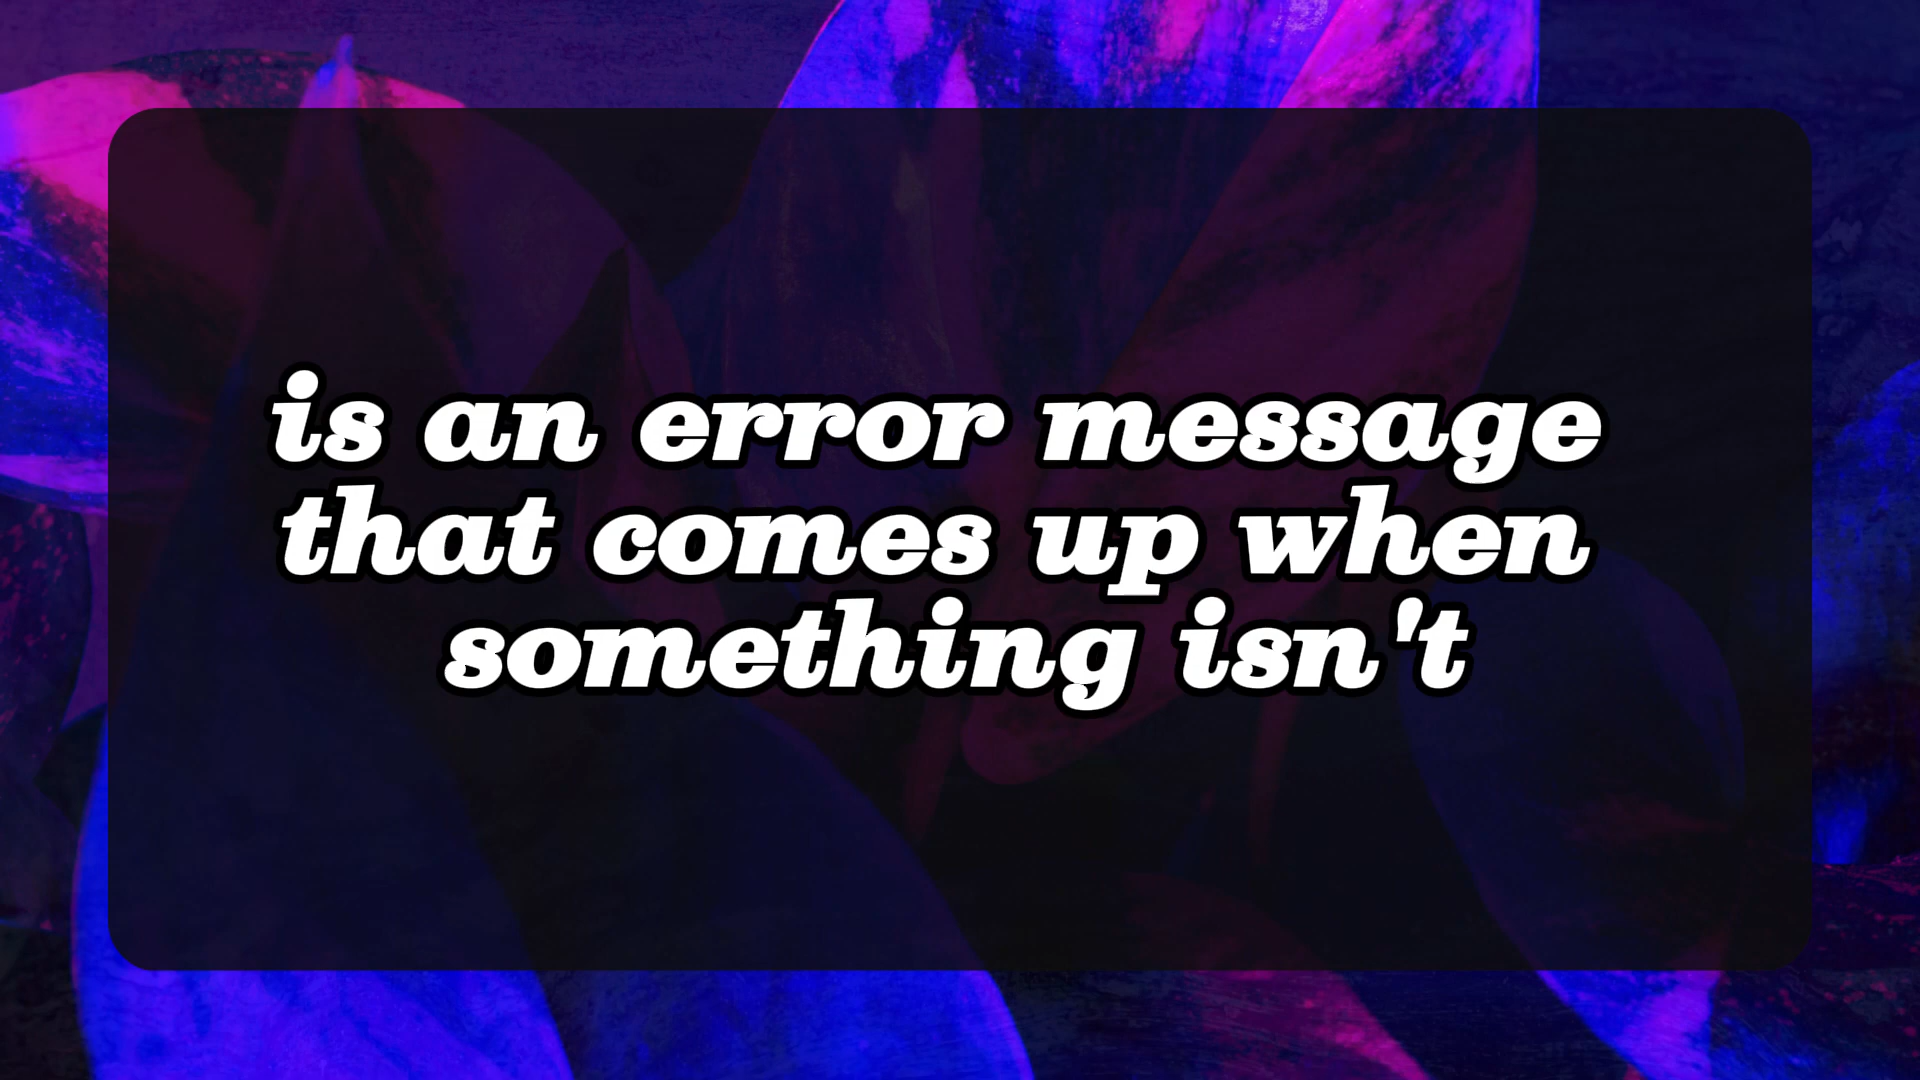 is an error message
that comes up when
something isn't